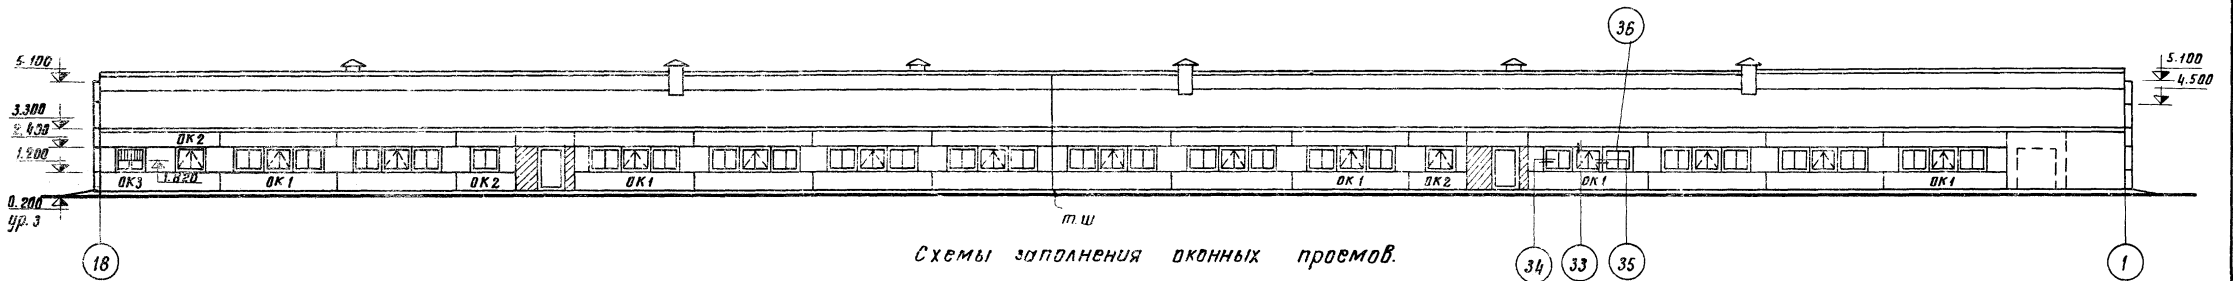 36
5.100
3.300
2.400
1.200
0.200
ур. з
5.100
4.500
ОК2
ОК3
1.820
ОК1
ОК2
ОК1
ОК1
ОК2
ОК1
ОК1
т.ш
18
Схемы заполнения оконных проемов.
34
33
35
1